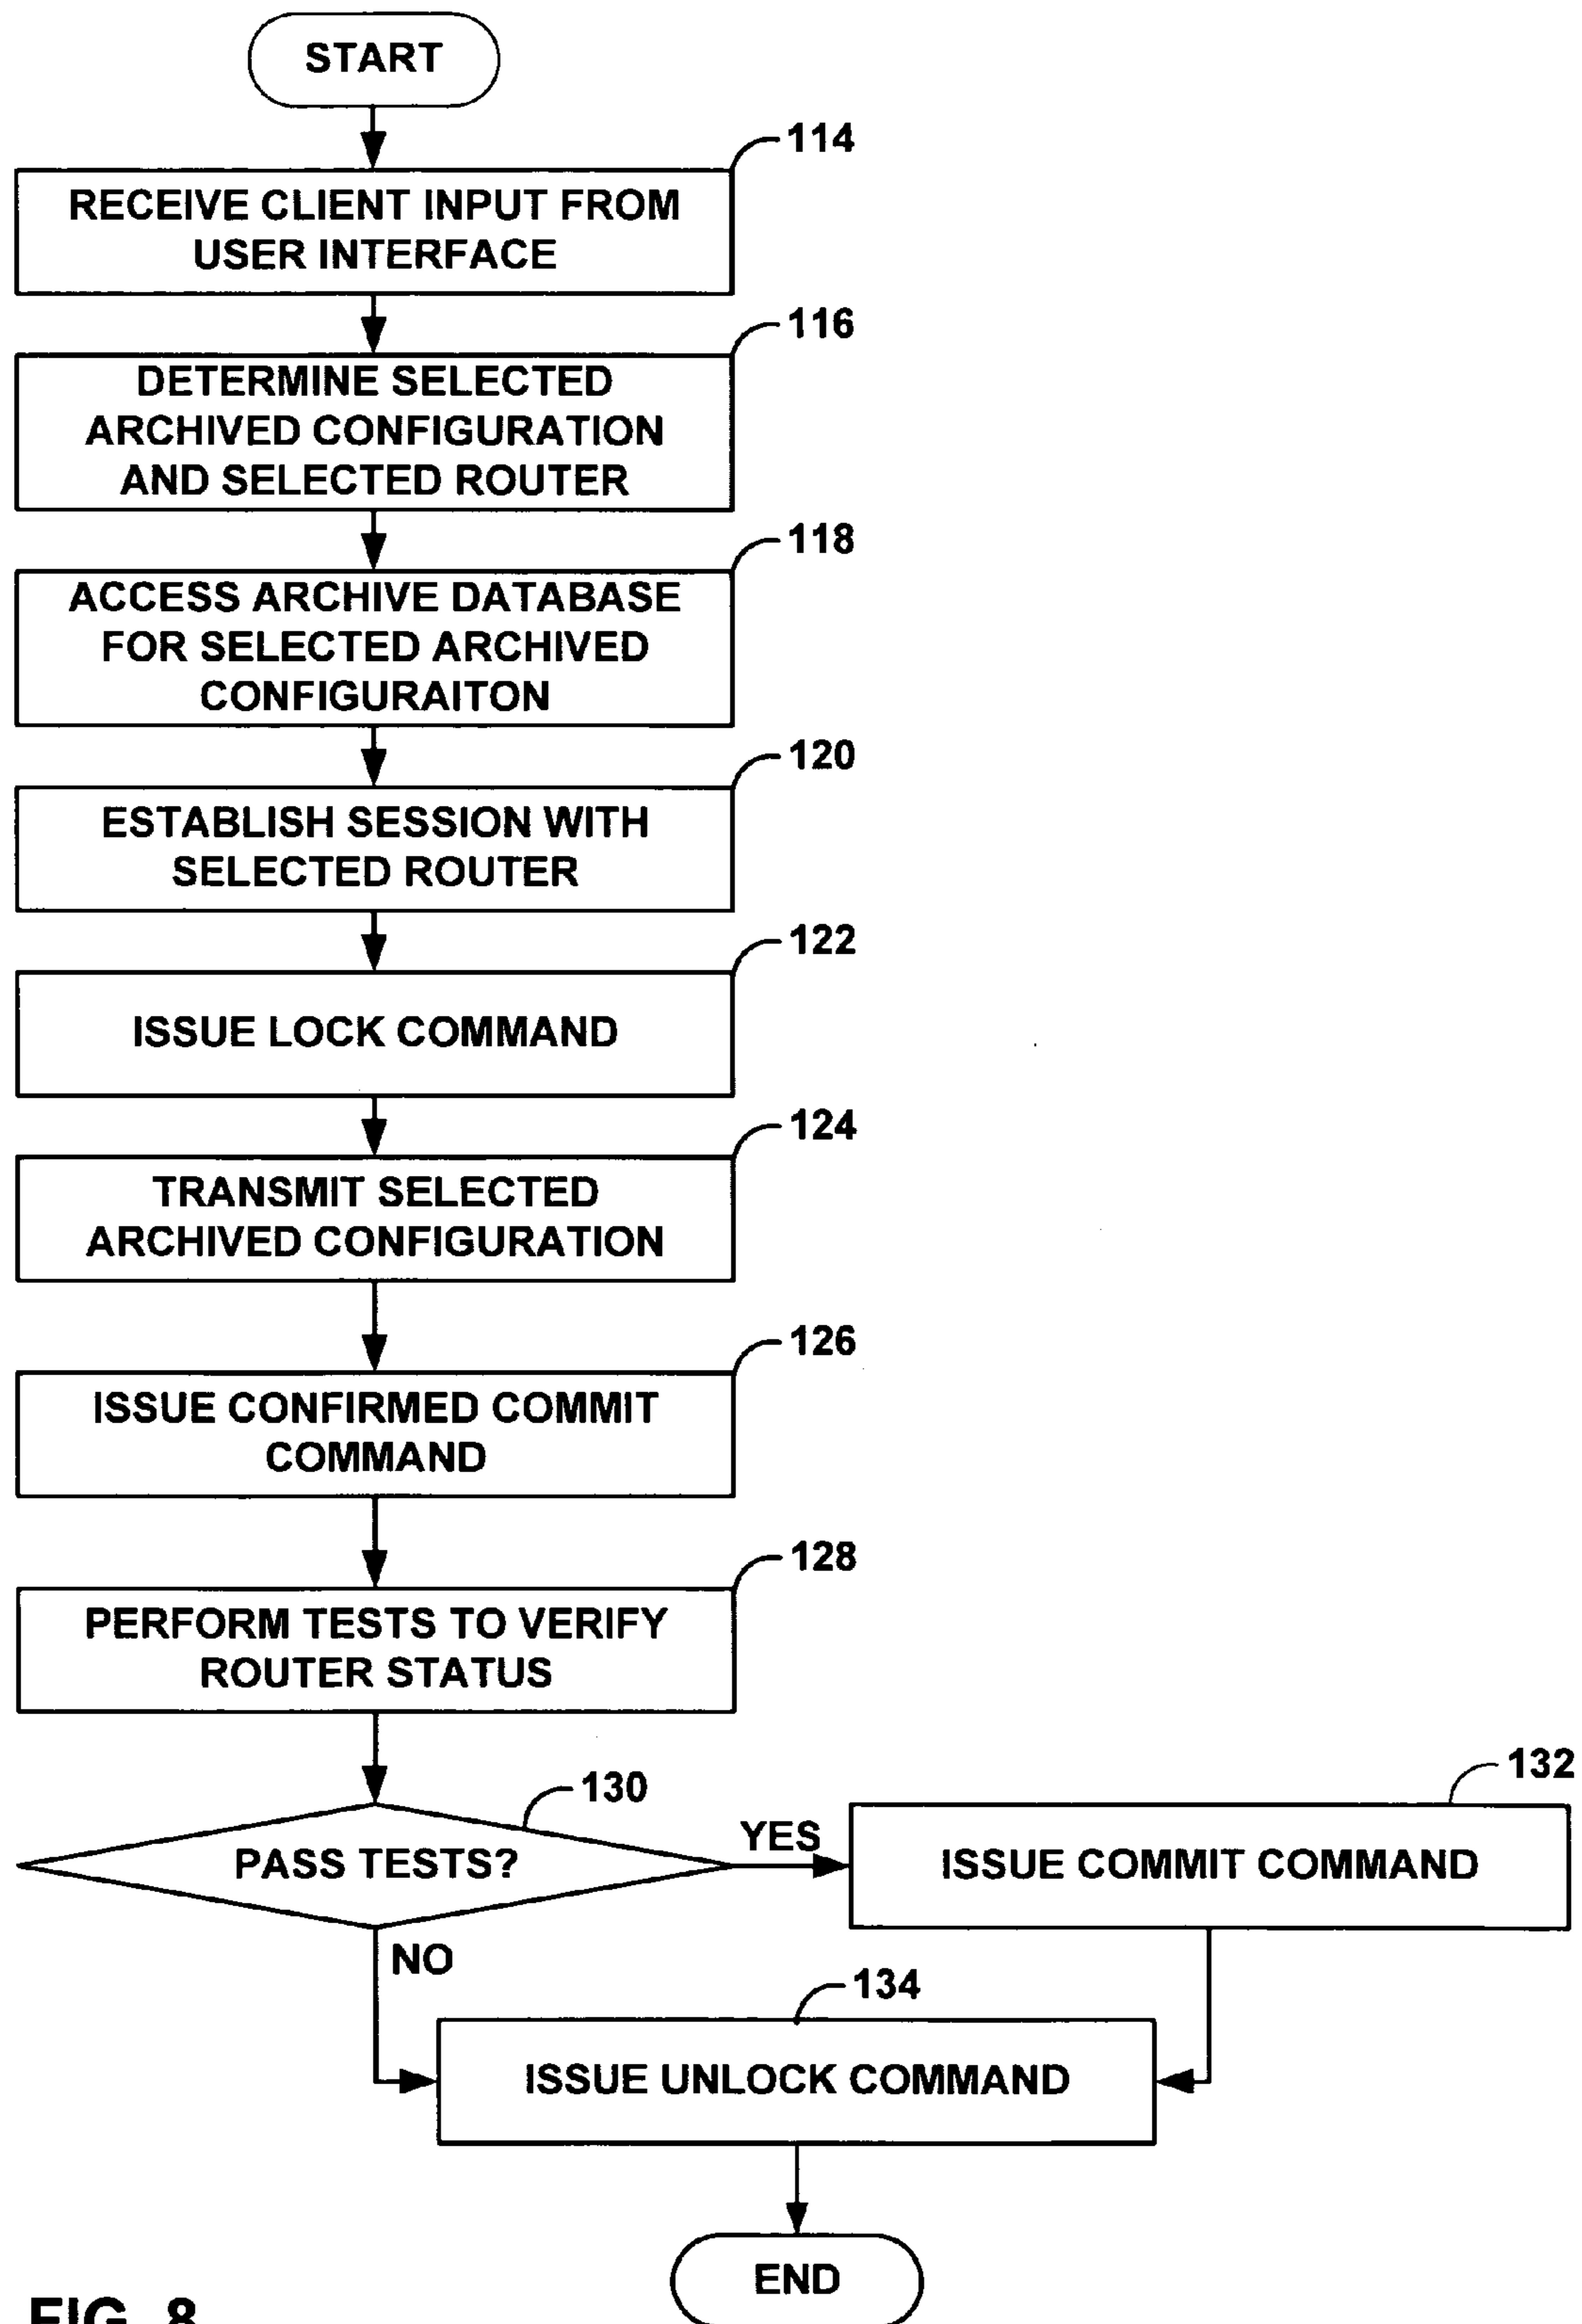 START
114
RECEIVE CLIENT INPUT FROM
USER INTERFACE
116
DETERMINE SELECTED
ARCHIVED CONFIGURATION
AND SELECTED ROUTER
118
ACCESS ARCHIVE DATABASE
FOR SELECTED ARCHIVED
CONFIGURAITON
120
ESTABLISH SESSION WITH
SELECTED ROUTER
122
ISSUE LOCK COMMAND
124
TRANSMIT SELECTED
ARCHIVED CONFIGURATION
126
ISSUE CONFIRMED COMMIT
COMMAND
128
PERFORM TESTS TO VERIFY
ROUTER STATUS
130
PASS TESTS?
YES
132
ISSUE COMMIT COMMAND
NO
134
ISSUE UNLOCK COMMAND
END
FIG. 8